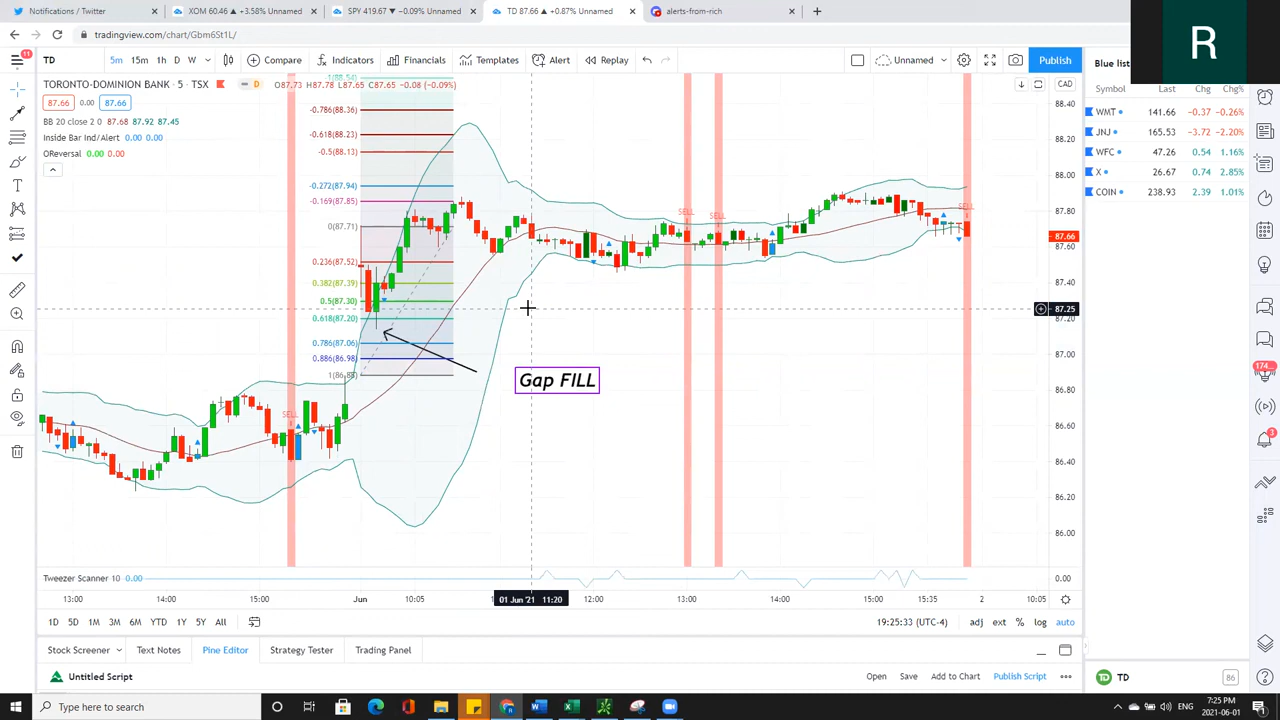 Notifications / Twitter
XOM 60.46 ▲ +3.58% Unnamed
SPY 419.67 ▼ −0.09% Unnamed
TD 87.66 ▲ +0.87% Unnamed
alerts-from-rich
tradingview.com/chart/Gbm6St1L/
R
11
TD
5m 15m 1h D W
Compare
Indicators
Financials
Templates
Alert
Replay
Unnamed
Publish
Blue list
TORONTO-DOMINION BANK · 5 · TSX
D
O87.73 H87.78 L87.65 C87.65 −0.08 (−0.09%)
87.66 0.00 87.66
BB 20 close 2 0 87.68 87.92 87.45
Inside Bar Ind/Alert 0.00 0.00
OReversal 0.00 0.00
CAD
Symbol Last Chg Chg%
WMT 141.66 −0.37 −0.26%
JNJ 165.53 −3.72 −2.20%
WFC 47.26 0.54 1.16%
X 26.67 0.74 2.85%
COIN 238.93 2.39 1.01%
-0.786(88.36)
-0.618(88.23)
-0.5(88.13)
-0.272(87.94)
-0.169(87.85)
0(87.71)
0.236(87.52)
0.382(87.39)
0.5(87.30)
0.618(87.20)
0.786(87.06)
0.886(86.98)
SELL
SELL
SELL
SELL
Gap FILL
88.40
88.20
88.00
87.80
87.66
87.60
87.40
87.25
87.20
87.00
86.80
86.60
86.40
86.20
86.00
0.00
Tweezer Scanner 10 0.00
13:00 14:00 15:00 Jun 10:05 01 Jun '21 11:20 12:00 13:00 14:00 15:00 15:35 2 10:05
1D 5D 1M 3M 6M YTD 1Y 5Y All
19:25:33 (UTC-4)
adj ext % log auto
Stock Screener
Text Notes
Pine Editor
Strategy Tester
Trading Panel
Untitled Script
Open Save Add to Chart Publish Script
TD
86
Type here to search
ENG
7:25 PM
2021-06-01